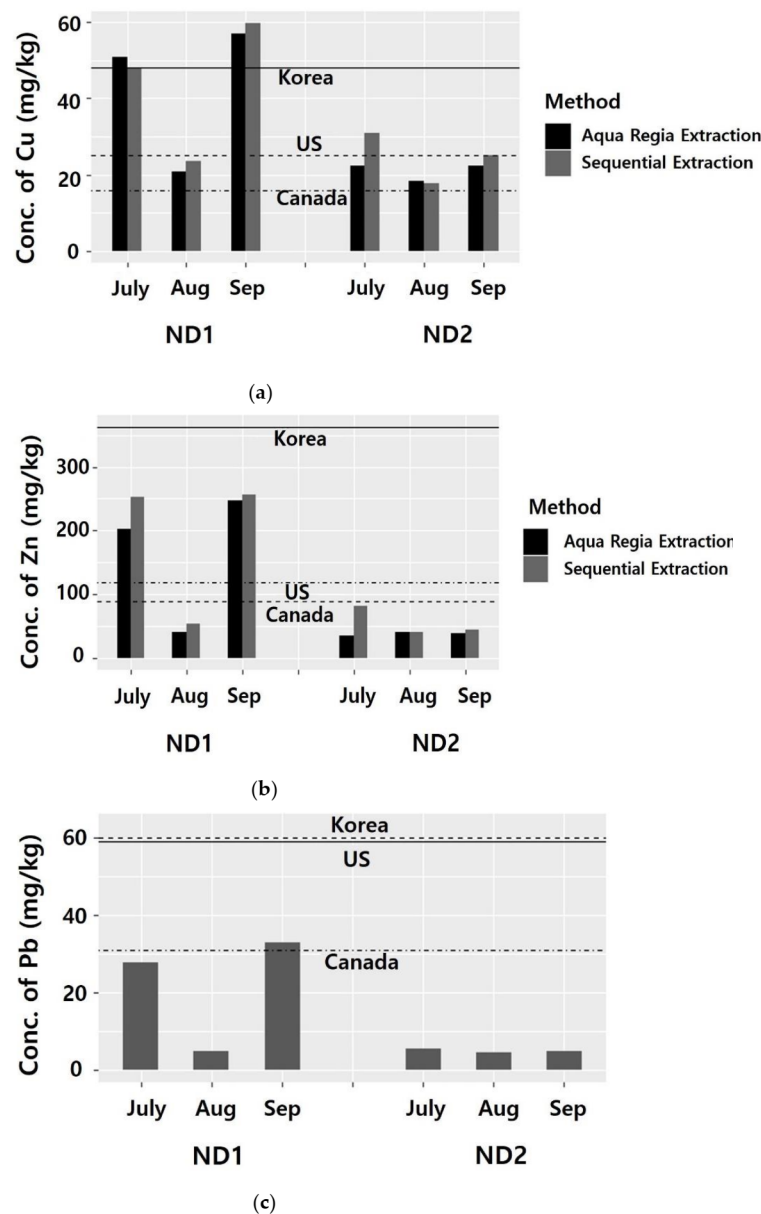 60
40
20
0
Conc. of Cu (mg/kg)
Korea
US
Canada
Method
Aqua Regia Extraction
Sequential Extraction
July Aug Sep July Aug Sep
ND1 ND2
(a)
300
200
100
0
Conc. of Zn (mg/kg)
Korea
US
Canada
Method
Aqua Regia Extraction
Sequential Extraction
July Aug Sep July Aug Sep
ND1 ND2
(b)
60
40
20
0
Conc. of Pb (mg/kg)
Korea
US
Canada
July Aug Sep July Aug Sep
ND1 ND2
(c)